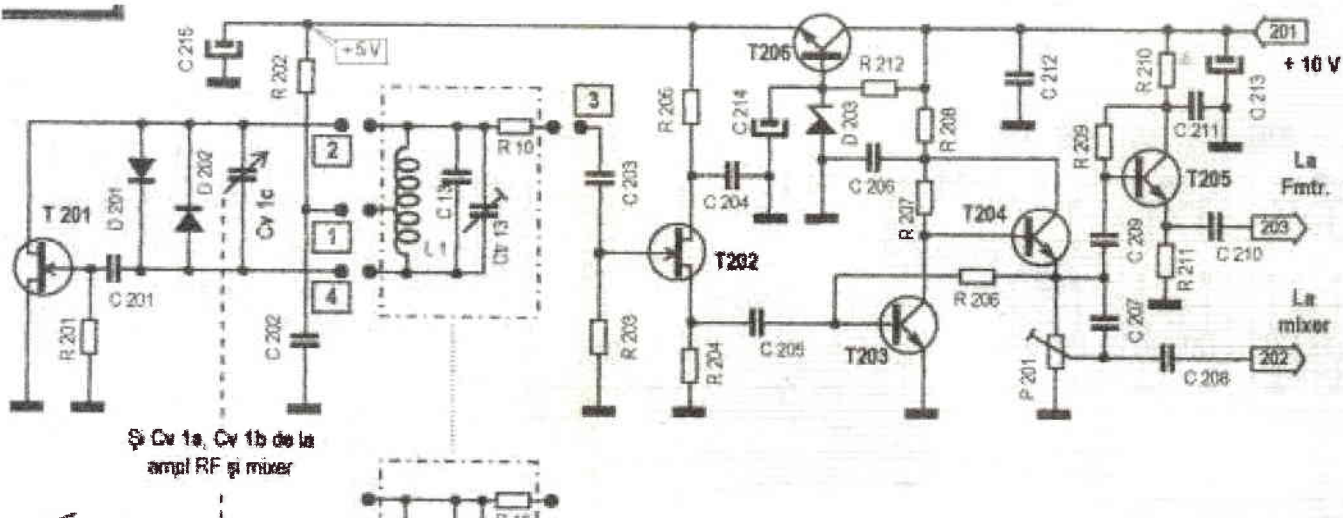 C 215
+5V
R 202
T 201
D 201
D 202
Cv 1c
C 201
R 201
C 202
2
1
4
L1
R 10
3
C 203
R 203
T202
R 204
C 204
C 214
T206
R 212
D 203
C 206
R 208
R 207
C 205
T203
T204
R 206
C 212
R 209
R 210
C 211
C 213
201
+ 10 V
T205
C 209
C 207
R 211
C 210
P 201
C 208
La
Fmtr.
203
La
mixer
202
Şi Cv 1a, Cv 1b de la
ampl RF şi mixer